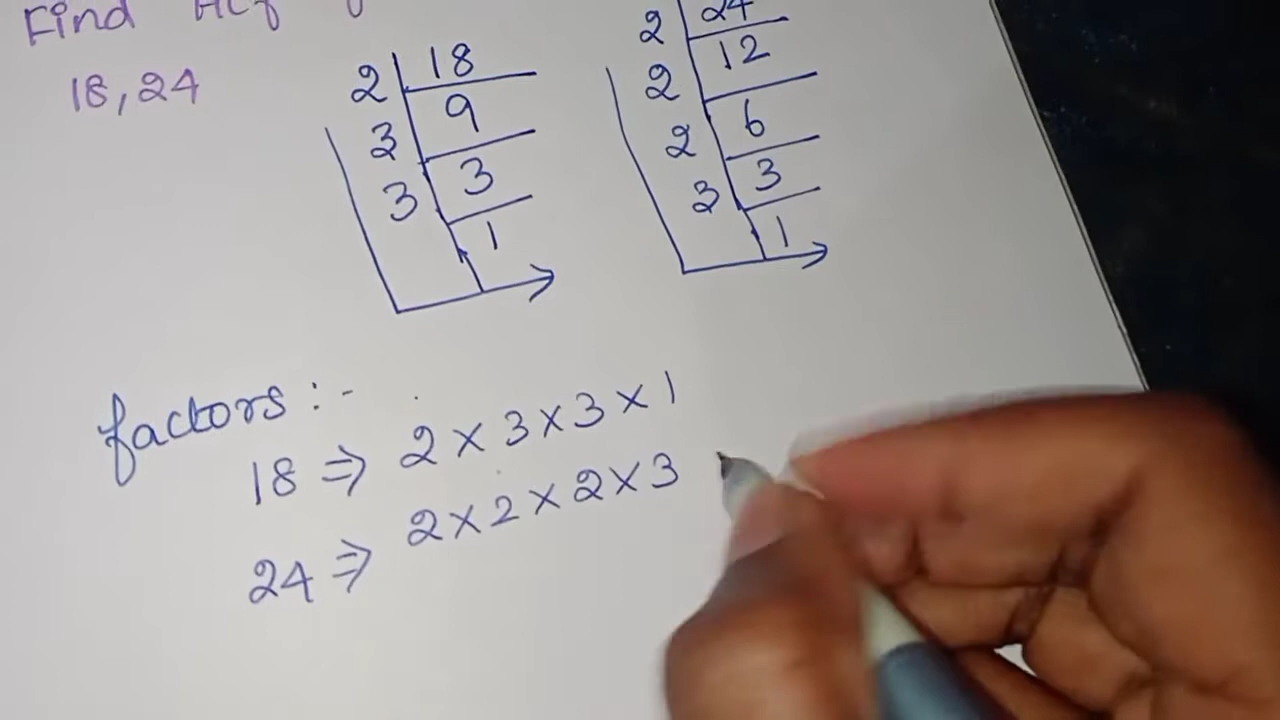 Find HCF
18, 24
2 18
3 9
3 3
1
2 24
2 12
2 6
3 3
1
factors :-
18 ⇒ 2 × 3 × 3 × 1
24 ⇒ 2 × 2 × 2 × 3